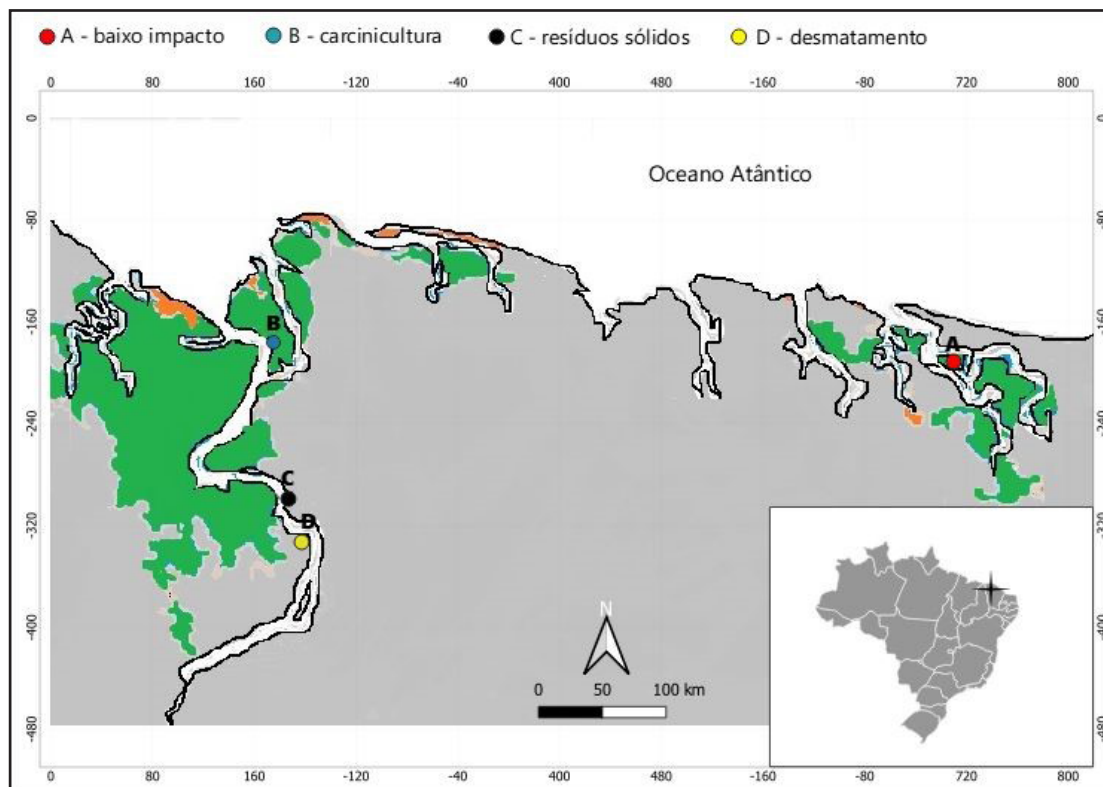 A - baixo impacto B - carcinicultura C - resíduos sólidos D - desmatamento
0 80 160 -120 -40 400 480 -160 -80 720 800
0 0
Oceano Atântico
-80 -80
-160 B -160
A
-240 -240
C
-320 D -320
-400 N -400
0 50 100 km
-480 -480
0 80 160 -120 -40 400 480 -160 -80 720 800